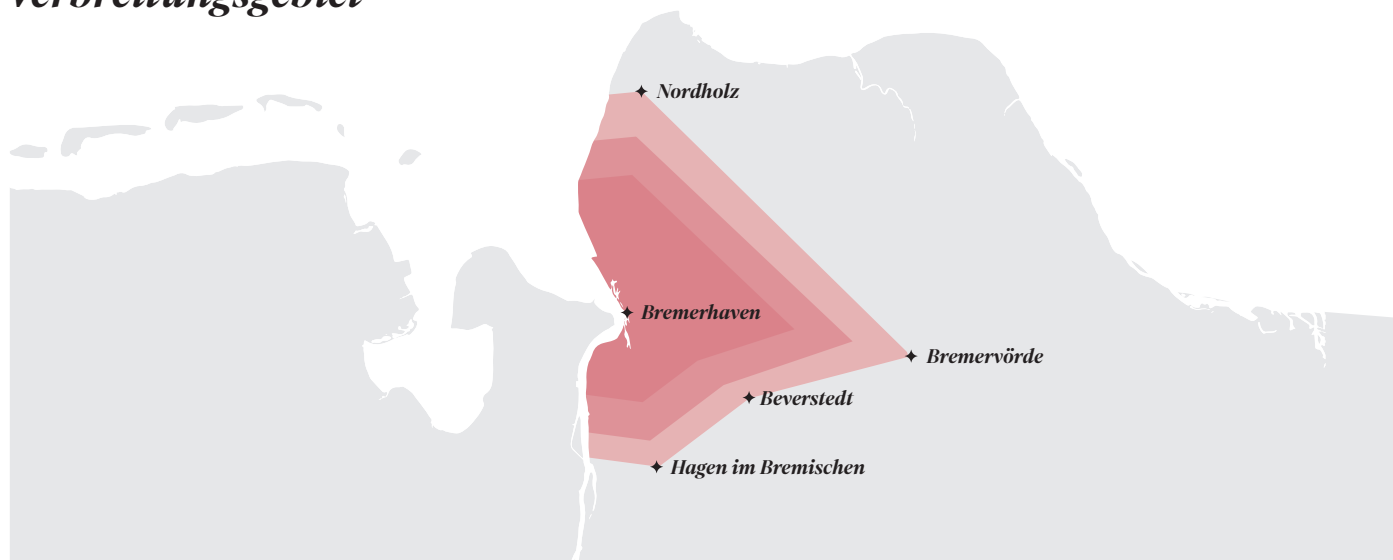 Verbreitungsgebiet
Nordholz
Bremerhaven
Bremervörde
Beverstedt
Hagen im Bremischen